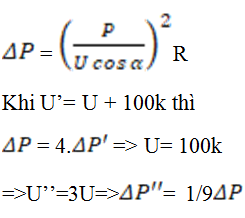 ΔP = (P / U cos α)² R
Khi U’= U + 100k thì
ΔP = 4.ΔP' => U= 100k
=>U’’=3U=>ΔP''= 1/9ΔP